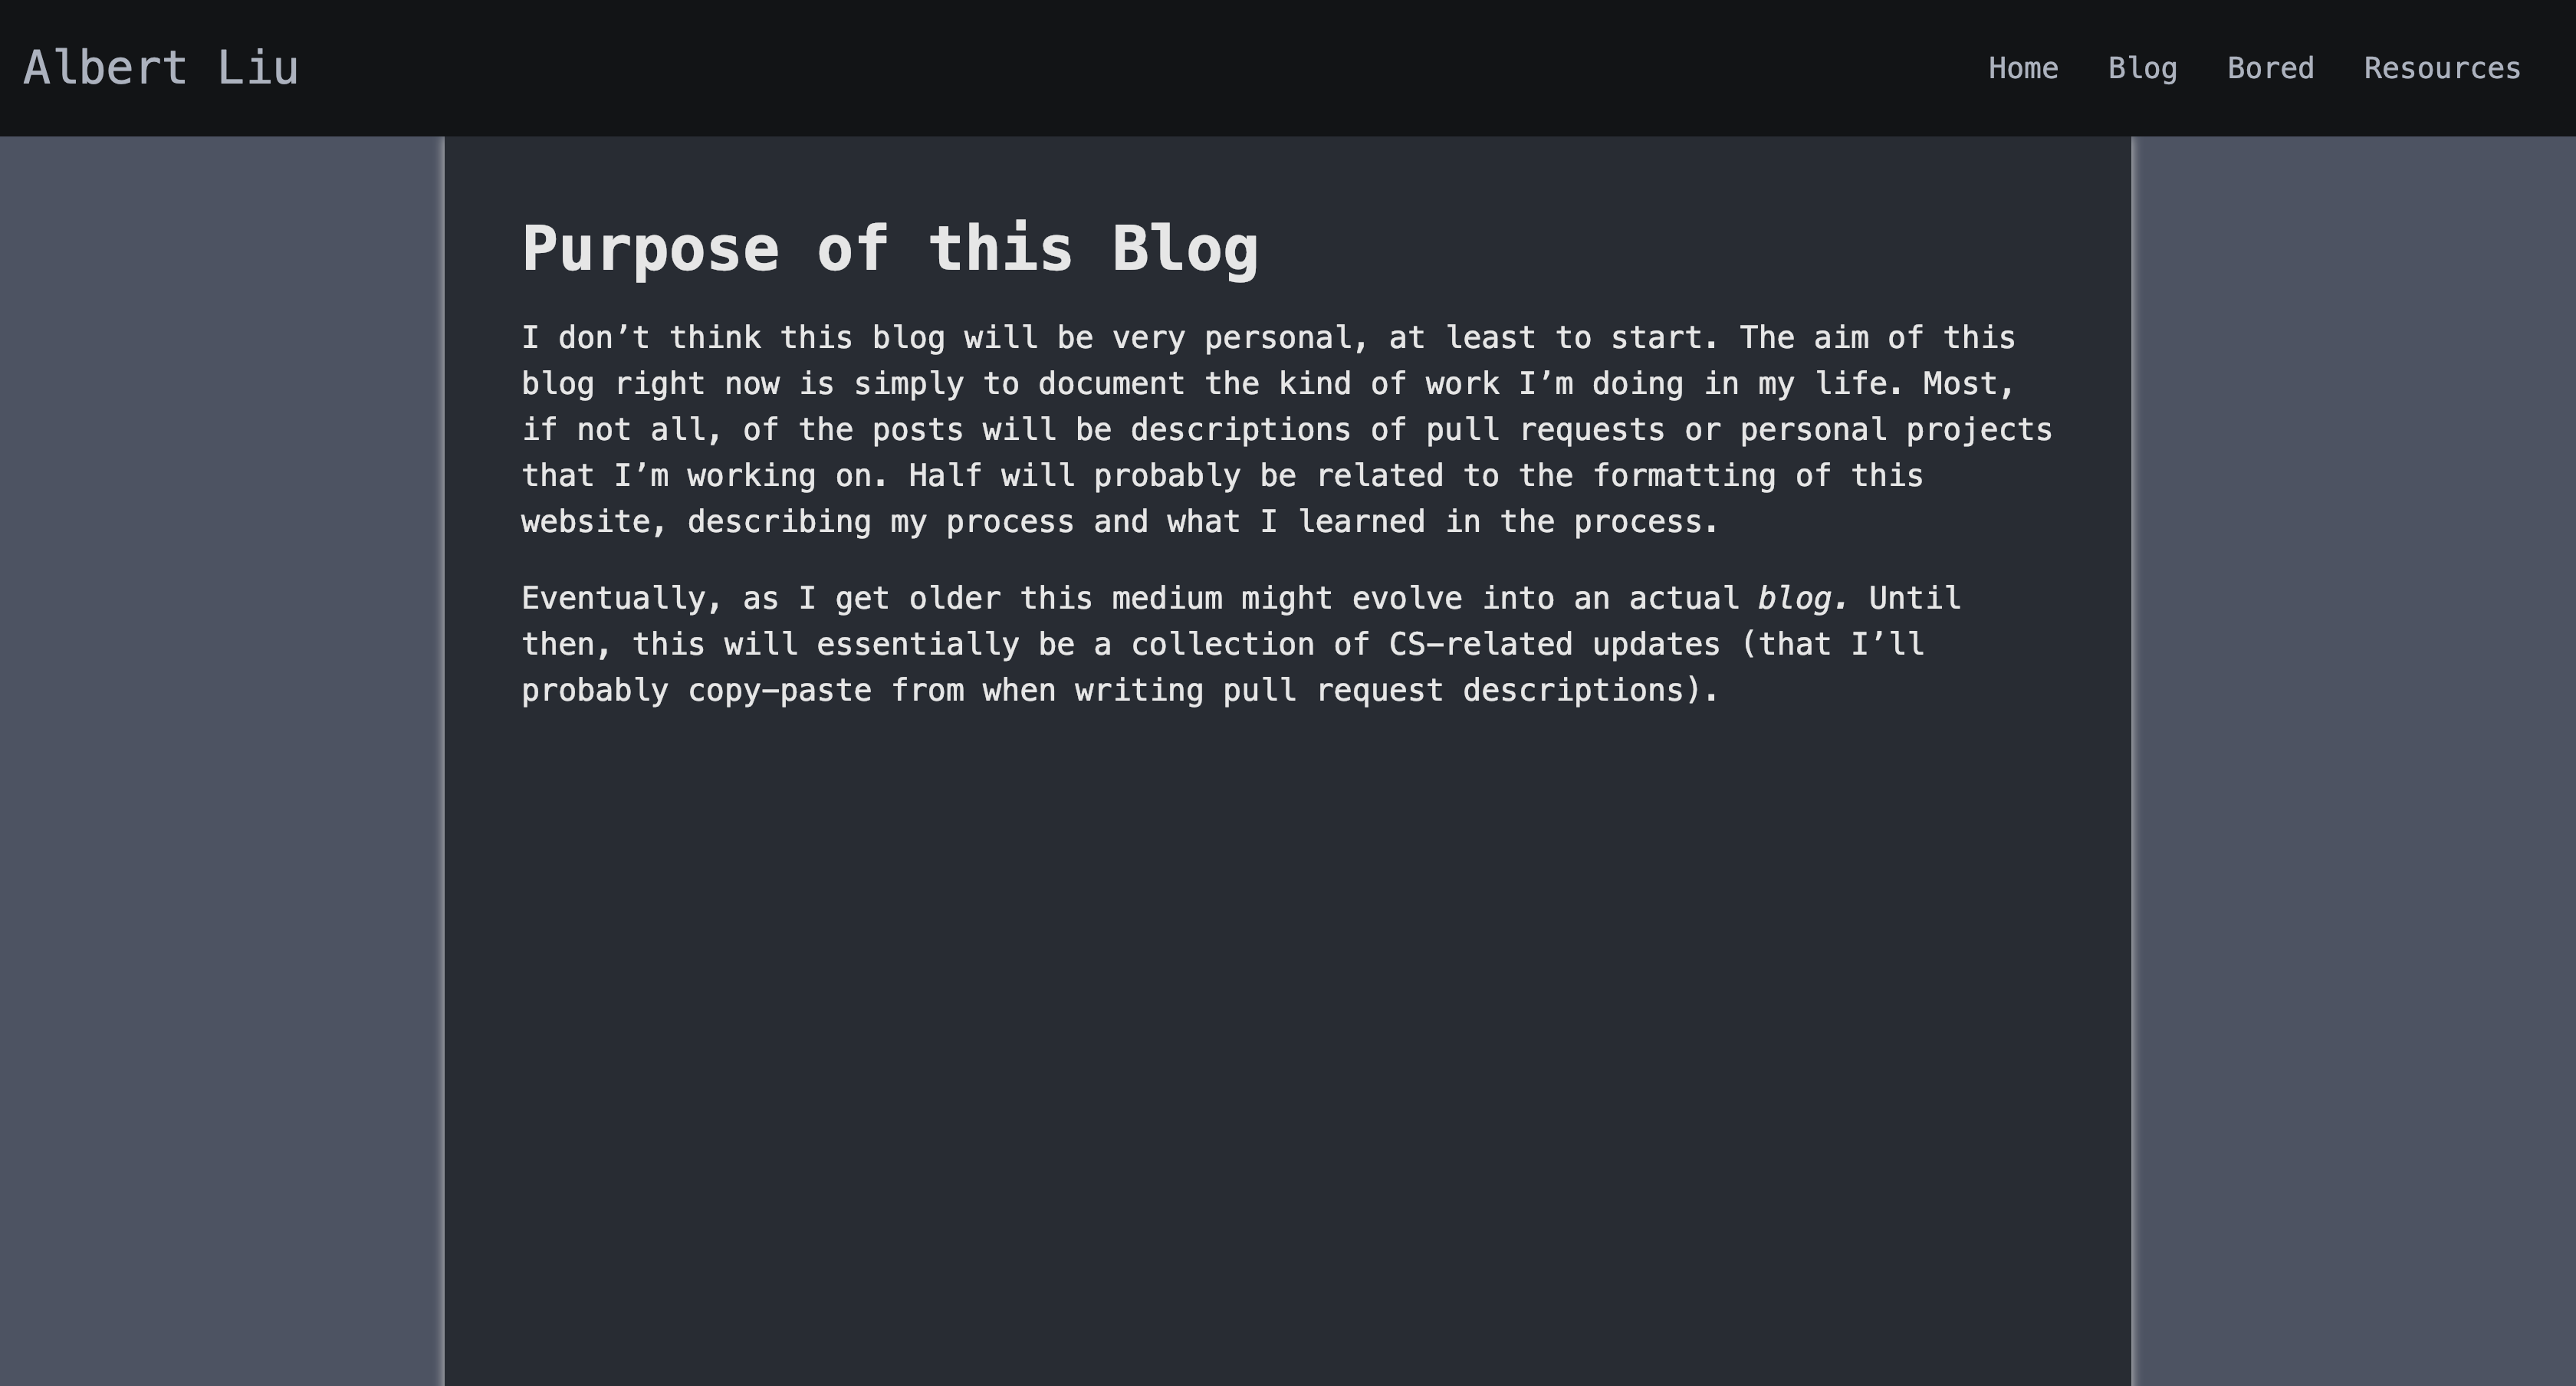 Albert Liu
Home Blog Bored Resources
Purpose of this Blog
I don’t think this blog will be very personal, at least to start. The aim of this
blog right now is simply to document the kind of work I’m doing in my life. Most,
if not all, of the posts will be descriptions of pull requests or personal projects
that I’m working on. Half will probably be related to the formatting of this
website, describing my process and what I learned in the process.
Eventually, as I get older this medium might evolve into an actual blog. Until
then, this will essentially be a collection of CS-related updates (that I’ll
probably copy-paste from when writing pull request descriptions).